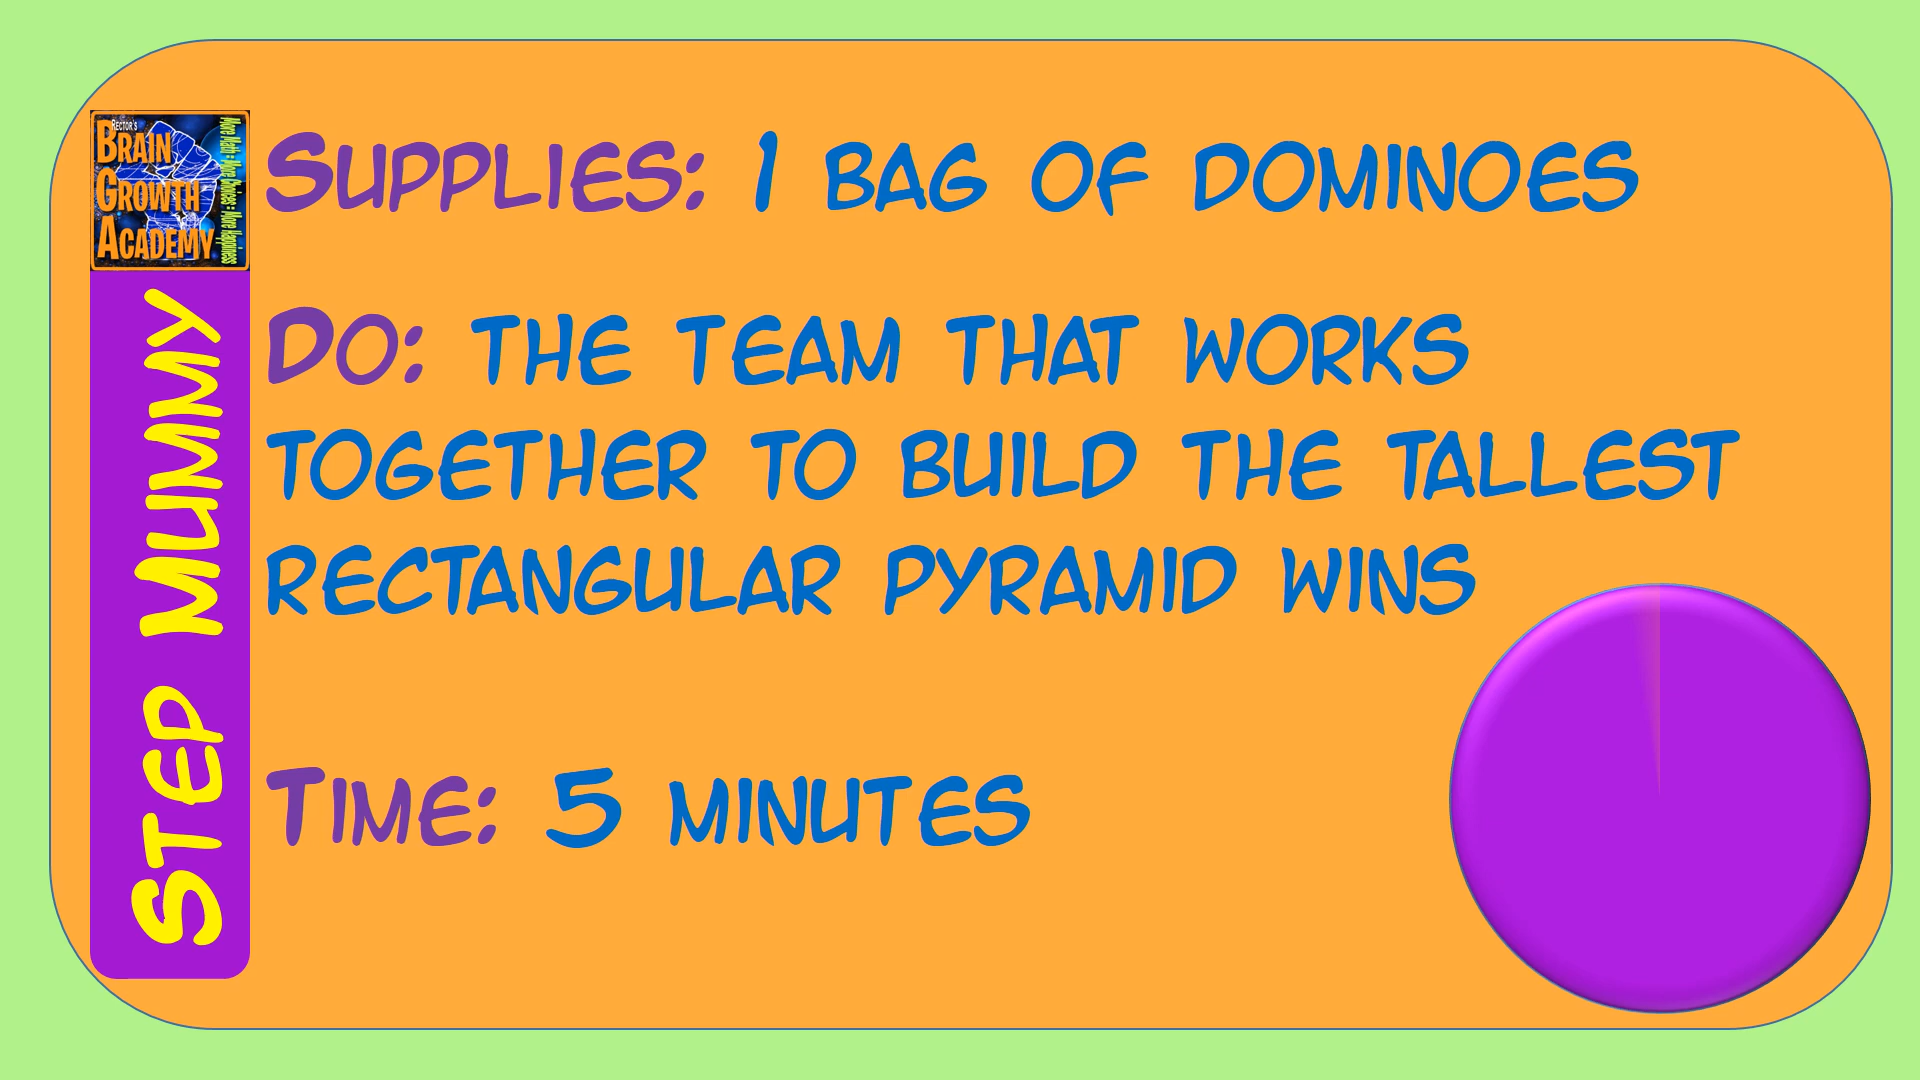 Rector's
Brain
Growth
Academy
More Math = More Choices = More Happiness
Step Mummy
Supplies: 1 bag of dominoes
Do: the team that works
together to build the tallest
rectangular pyramid wins
Time: 5 minutes